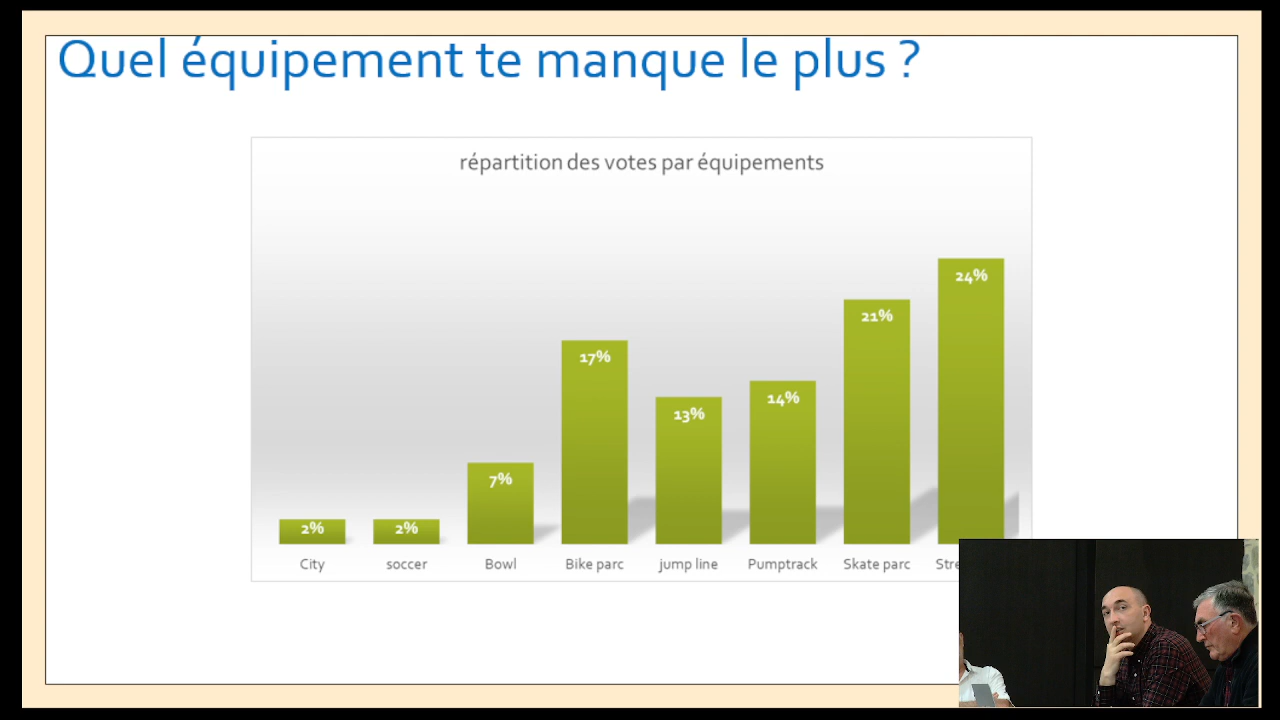 Quel équipement te manque le plus ?
répartition des votes par équipements
24%
21%
17%
14%
13%
7%
2% 2%
City soccer Bowl Bike parc jump line Pumptrack Skate parc